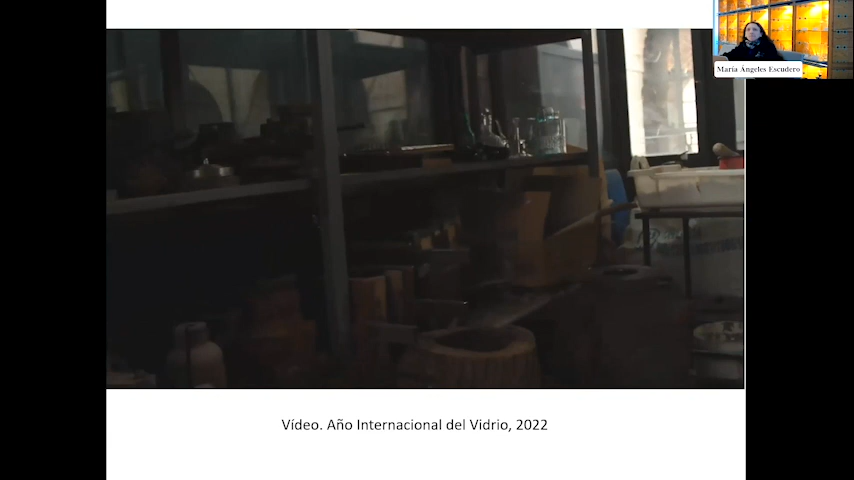 María Ángeles Escudero
Vídeo. Año Internacional del Vidrio, 2022